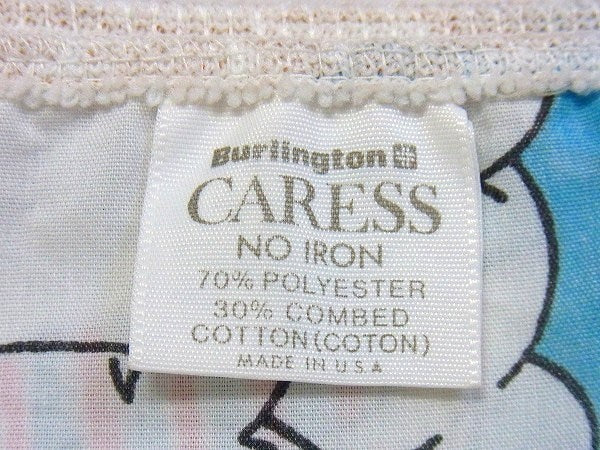 Burlington
CARESS
NO IRON
70% POLYESTER
30% COMBED
COTTON (COTON)
MADE IN U.S.A